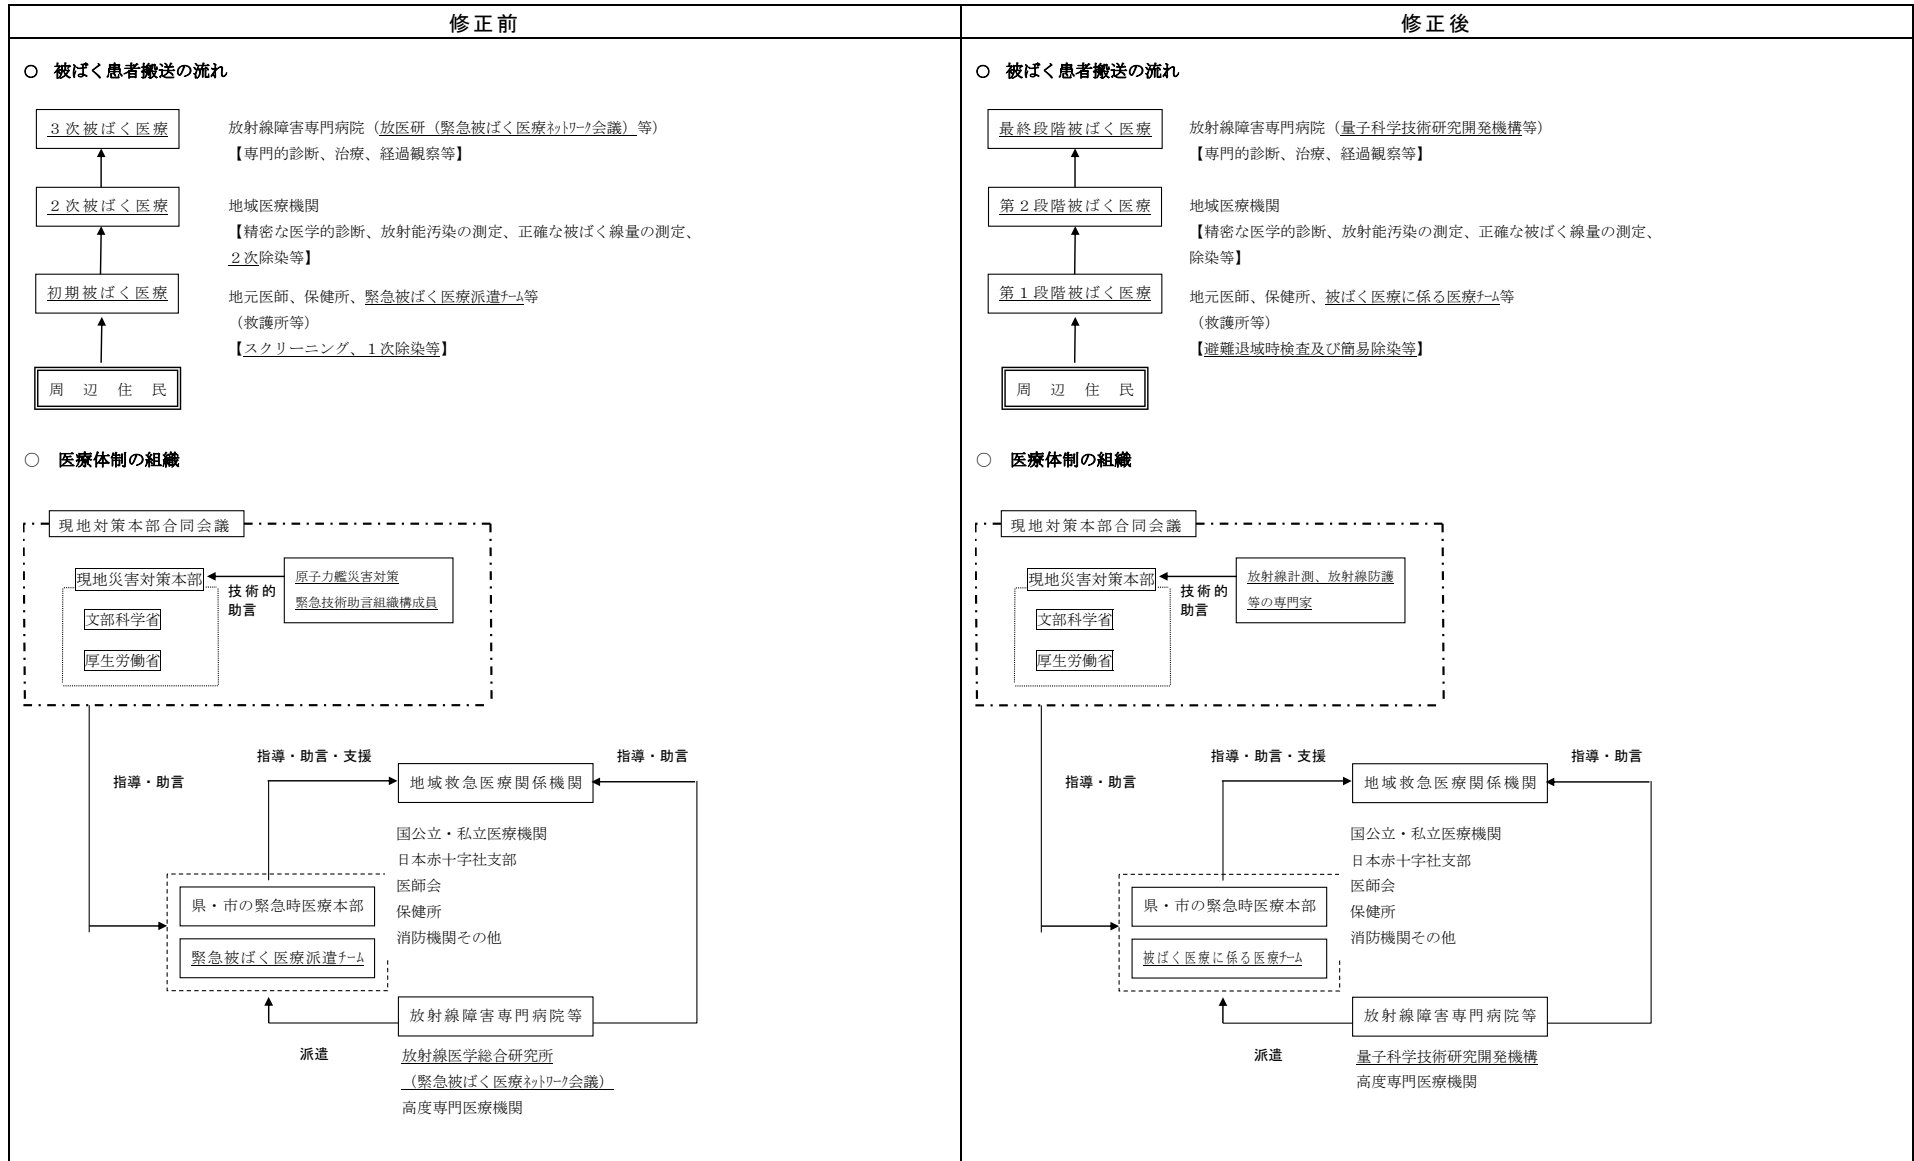 修正前
○ 被ばく患者搬送の流れ
３次被ばく医療
放射線障害専門病院（放医研（緊急被ばく医療ﾈｯﾄﾜｰｸ会議）等）
【専門的診断、治療、経過観察等】
２次被ばく医療
地域医療機関
【精密な医学的診断、放射能汚染の測定、正確な被ばく線量の測定、
２次除染等】
初期被ばく医療
地元医師、保健所、緊急被ばく医療派遣ﾁｰﾑ等
（救護所等）
【スクリーニング、１次除染等】
周辺住民
○ 医療体制の組織
現地対策本部合同会議
現地災害対策本部
技術的
助言
原子力艦災害対策
緊急技術助言組織構成員
文部科学省
厚生労働省
指導・助言・支援
指導・助言
指導・助言
地域救急医療関係機関
国公立・私立医療機関
日本赤十字社支部
医師会
保健所
消防機関その他
県・市の緊急時医療本部
緊急被ばく医療派遣ﾁｰﾑ
放射線障害専門病院等
派遣
放射線医学総合研究所
（緊急被ばく医療ﾈｯﾄﾜｰｸ会議）
高度専門医療機関
修正後
○ 被ばく患者搬送の流れ
最終段階被ばく医療
放射線障害専門病院（量子科学技術研究開発機構等）
【専門的診断、治療、経過観察等】
第２段階被ばく医療
地域医療機関
【精密な医学的診断、放射能汚染の測定、正確な被ばく線量の測定、
除染等】
第１段階被ばく医療
地元医師、保健所、被ばく医療に係る医療ﾁｰﾑ等
（救護所等）
【避難退域時検査及び簡易除染等】
周辺住民
○ 医療体制の組織
現地対策本部合同会議
現地災害対策本部
技術的
助言
放射線計測、放射線防護
等の専門家
文部科学省
厚生労働省
指導・助言・支援
指導・助言
指導・助言
地域救急医療関係機関
国公立・私立医療機関
日本赤十字社支部
医師会
保健所
消防機関その他
県・市の緊急時医療本部
被ばく医療に係る医療ﾁｰﾑ
放射線障害専門病院等
派遣
量子科学技術研究開発機構
高度専門医療機関